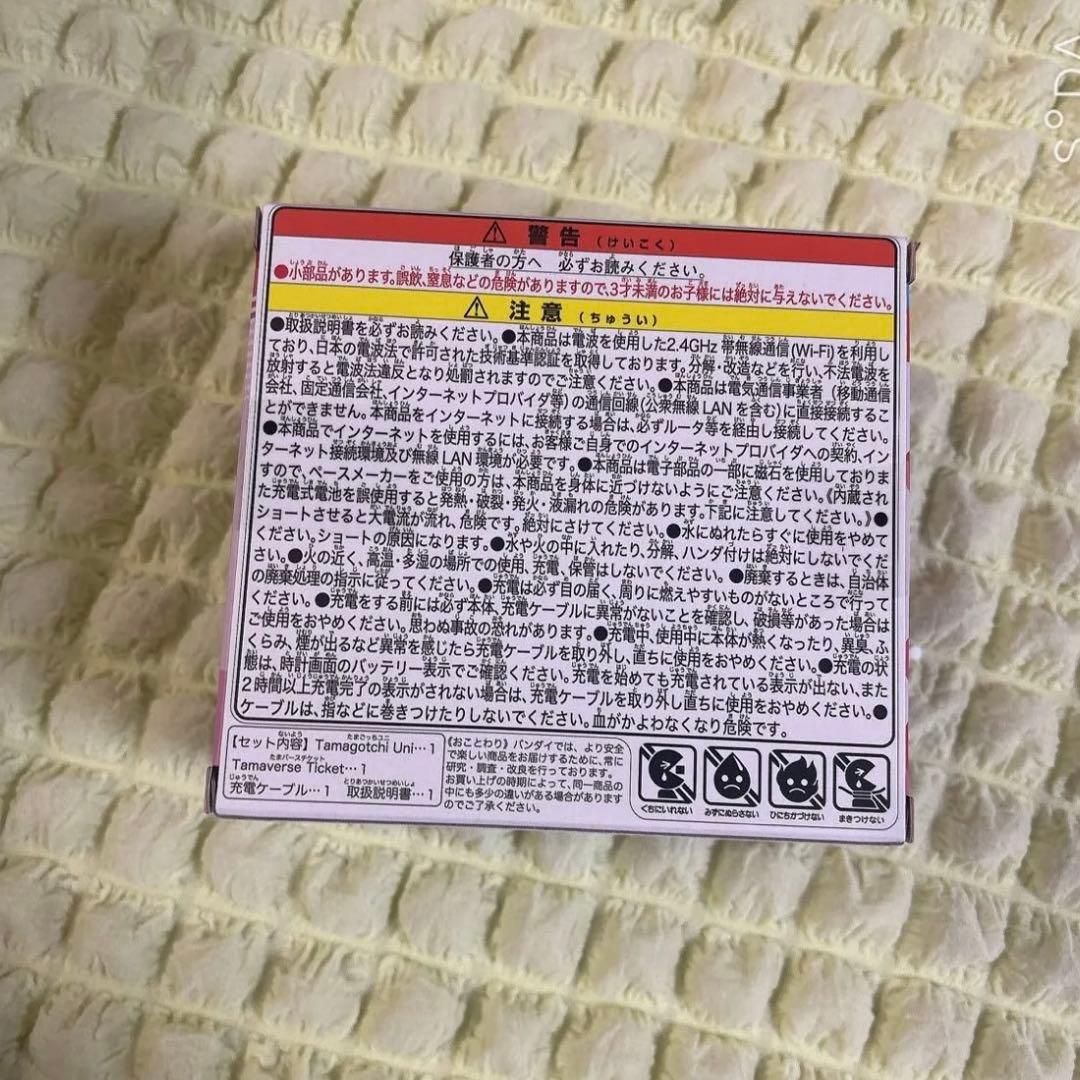 ⚠ 警告 (けいこく)
保護者の方へ 必ずお読みください。
●小部品があります。誤飲、窒息などの危険がありますので、3才未満のお子様には絶対に与えないでください。
⚠ 注意 (ちゅうい)
●取扱説明書を必ずお読みください。●本商品は電波を使用した2.4GHz 帯無線通信(Wi-Fi)を利用し
ており、日本の電波法で許可された技術基準認証を取得しております。分解・改造などを行い、不法電波を
放射すると電波法違反となり処罰されますのでご注意ください。●本商品は電気通信事業者（移動通信
会社、固定通信会社、インターネットプロバイダ等）の通信回線(公衆無線LANを含む)に直接接続するこ
とができません。本商品をインターネットに接続する場合は、必ずルータ等を経由し接続してください。
●本商品でインターネットを使用するには、お客様ご自身でのインターネットプロバイダへの契約、イン
ターネット接続環境及び無線LAN環境が必要です。●本商品は電子部品の一部に磁石を使用しておりま
すので、ペースメーカーをご使用の方は、本商品を身体に近づけないようにご注意ください。《内蔵され
た充電式電池を誤使用すると発熱・破裂・発火・液漏れの危険があります。下記に注意してください。》●
ショートさせると大電流が流れ、危険です。絶対にさけてください。●水にぬれたらすぐに使用をやめて
ください。ショートの原因になります。●水や火の中に入れたり、分解、ハンダ付けは絶対にしないでくだ
さい。●火の近く、高温・多湿の場所での使用、充電、保管はしないでください。●廃棄するときは、自治体
の廃棄処理の指示に従ってください。●充電は必ず目の届く、周りに燃えやすいものがないところで行って
ください。●充電をする前には必ず本体、充電ケーブルに異常がないことを確認し、破損等があった場合は
ご使用をおやめください。思わぬ事故の恐れがあります。●充電中、使用中に本体が熱くなったり、異臭、ふ
くらみ、煙が出るなど異常を感じたら充電ケーブルを取り外し、直ちに使用をおやめください。●充電の状
態は、時計画面のバッテリー表示でご確認ください。充電を始めても充電されている表示が出ない、また
2時間以上充電完了の表示がされない場合は、充電ケーブルを取り外し直ちに使用をおやめください。●
ケーブルは、指などに巻きつけたりしないでください。血がかよわなくなり危険です。
【セット内容】Tamagotchi Uni…1
Tamaverse Ticket…1
充電ケーブル…1 取扱説明書…1
《おことわり》バンダイでは、より安全
で楽しい商品をお届けするために、常に
研究・調査・改良を行っております。
お買い上げの時期によって、同一商品の
中にも多少の違いがある場合があります
のでご了承ください。
くちにいれない みずにぬらさない ひにちかづけない まきつけない
S°DA